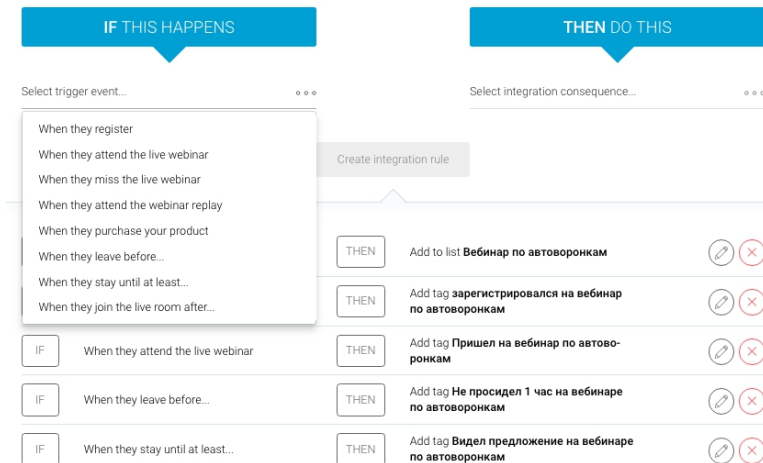 IF THIS HAPPENS
THEN DO THIS
Select trigger event...
Select integration consequence...
When they register
When they attend the live webinar
When they miss the live webinar
When they attend the webinar replay
When they purchase your product
When they leave before...
When they stay until at least...
When they join the live room after...
Create integration rule
THEN
Add to list Вебинар по автоворонкам
THEN
Add tag зарегистрировался на вебинар
по автоворонкам
IF
When they attend the live webinar
THEN
Add tag Пришел на вебинар по автово-
ронкам
IF
When they leave before...
THEN
Add tag Не просидел 1 час на вебинаре
по автоворонкам
IF
When they stay until at least...
THEN
Add tag Видел предложение на вебинаре
по автоворонкам